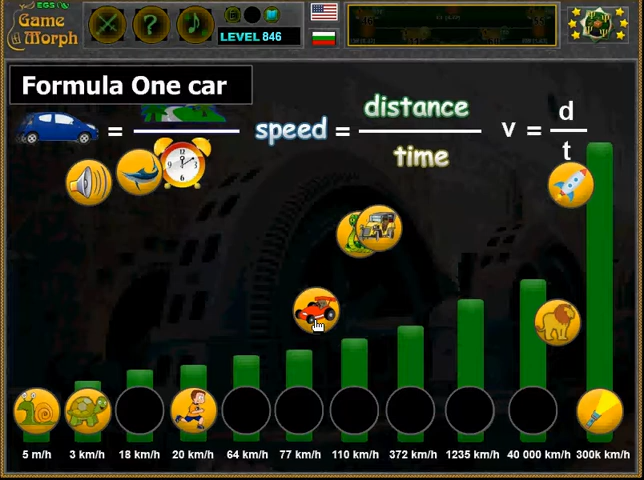 EGS
Game
Morph
LEVEL 846
Formula One car
=
speed = distance
time
v = d
t
5 m/h 3 km/h 18 km/h 20 km/h 64 km/h 77 km/h 110 km/h 372 km/h 1235 km/h 40 000 km/h 300k km/h